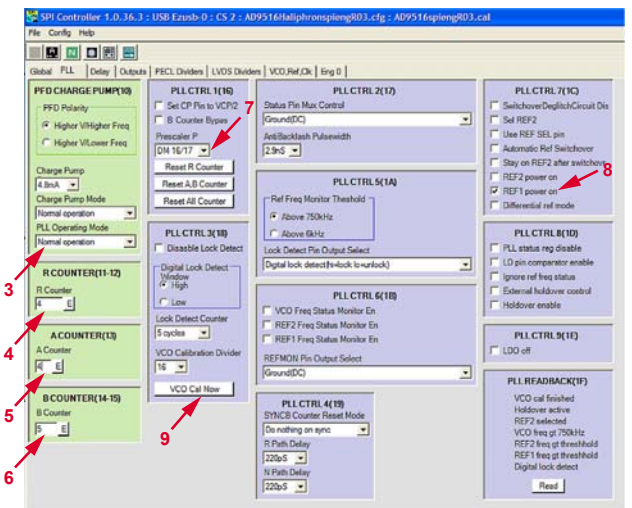 SPI Controller 1.0.36.3 : USB Ezusb-0 : CS 2 : AD9516HaliphronspiengR03.cfg : AD9516spiengR03.cal
File Config Help
Global PLL Delay Outputs PECL Dividers LVDS Dividers VCO,Ref,Clk Eng 0
PFD CHARGE PUMP(10)
PFD Polarity
Higher V/Higher Freq
Higher V/Lower Freq
Charge Pump
4.8mA
Charge Pump Mode
Normal operation
PLL Operating Mode
Normal operation
3
R COUNTER(11-12)
R Counter
4 E
4
A COUNTER(13)
A Counter
4 E
5
B COUNTER(14-15)
B Counter
5 E
6
PLL CTRL 1(16)
Set CP Pin to VCP/2
B Counter Bypass
Prescaler P
DM 16/17
7
Reset R Counter
Reset A,B Counter
Reset All Counter
PLL CTRL 3(18)
Disable Lock Detect
Digital Lock Detect Window
High
Low
Lock Detect Counter
5 cycles
VCO Calibration Divider
16
VCO Cal Now
9
PLL CTRL 2(17)
Status Pin Mux Control
Ground(DC)
AntiBacklash Pulsewidth
2.9nS
PLL CTRL 5(1A)
Ref Freq Monitor Theshold
Above 750kHz
Above 6kHz
Lock Detect Pin Output Select
Digital lock detect(hi=lock lo=unlock)
PLL CTRL 6(1B)
VCO Freq Status Monitor En
REF2 Freq Status Monitor En
REF1 Freq Status Monitor En
REFMON Pin Output Select
Ground(DC)
PLL CTRL 4(19)
SYNCB Counter Reset Mode
Do nothing on sync
R Path Delay
220pS
N Path Delay
220pS
PLL CTRL 7(1C)
SwitchoverDeglitchCircuit Dis
Sel REF2
Use REF SEL pin
Automatic Ref Switchover
Stay on REF2 after switchove
REF2 power on
REF1 power on
8
Differential ref mode
PLL CTRL 8(1D)
PLL status reg disable
LD pin comparator enable
Ignore ref freq status
External holdover control
Holdover enable
PLL CTRL 9(1E)
LDO off
PLL READBACK(1F)
VCO cal finished
Holdover active
REF2 selected
VCO freq gt 750kHz
REF2 freq gt threshhold
REF1 freq gt threshhold
Digital lock detect
Read